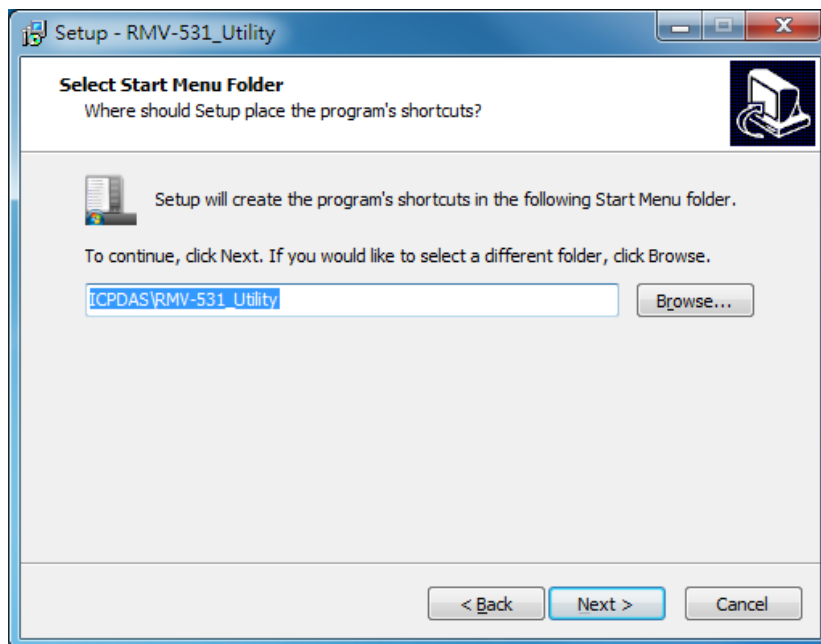 Setup - RMV-531_Utility
Select Start Menu Folder
Where should Setup place the program's shortcuts?
Setup will create the program's shortcuts in the following Start Menu folder.
To continue, click Next. If you would like to select a different folder, click Browse.
ICPDAS\RMV-531_Utility
Browse...
< Back
Next >
Cancel